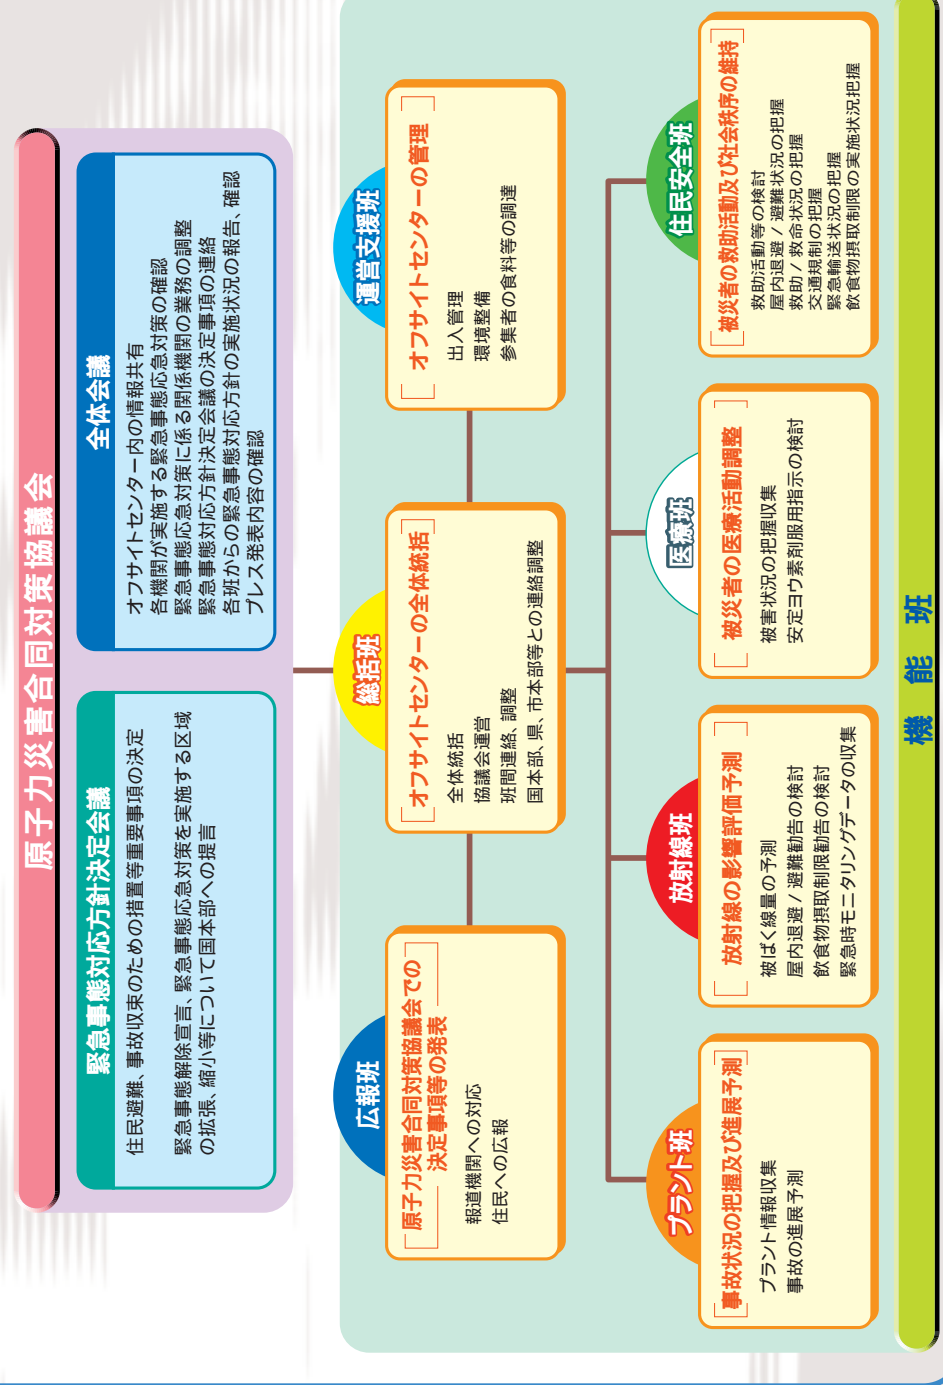 原子力災害合同対策協議会
緊急事態対応方針決定会議
住民避難、事故収束のための措置等重要事項の決定
緊急事態解除宣言、緊急事態応急対策を実施する区域
の拡張、縮小等について国本部への提言
全体会議
オフサイトセンター内の情報共有
各機関が実施する緊急事態応急対策の確認
緊急事態応急対策に係る関係機関の業務の調整
緊急事態対応方針決定会議の決定事項の連絡
各班からの緊急事態対応方針の実施状況の報告、確認
プレス発表内容の確認
広報班
原子力災害合同対策協議会での
決定事項等の発表
報道機関への対応
住民への広報
総括班
オフサイトセンターの全体統括
全体統括
協議会運営
班間連絡、調整
国本部、県、市本部等との連絡調整
運営支援班
オフサイトセンターの管理
出入管理
環境整備
参集者の食料等の調達
プラント班
事故状況の把握及び進展予測
プラント情報収集
事故の進展予測
放射線班
放射線の影響評価予測
被ばく線量の予測
屋内退避/避難勧告の検討
飲食物摂取制限勧告の検討
緊急時モニタリングデータの収集
医療班
被災者の医療活動調整
被害状況の把握収集
安定ヨウ素剤服用指示の検討
住民安全班
被災者の救助活動及び社会秩序の維持
救助活動等の検討
屋内退避/避難状況の把握
救助/救命状況の把握
交通規制の把握
緊急輸送状況の把握
飲食物摂取制限の実施状況把握
機能班